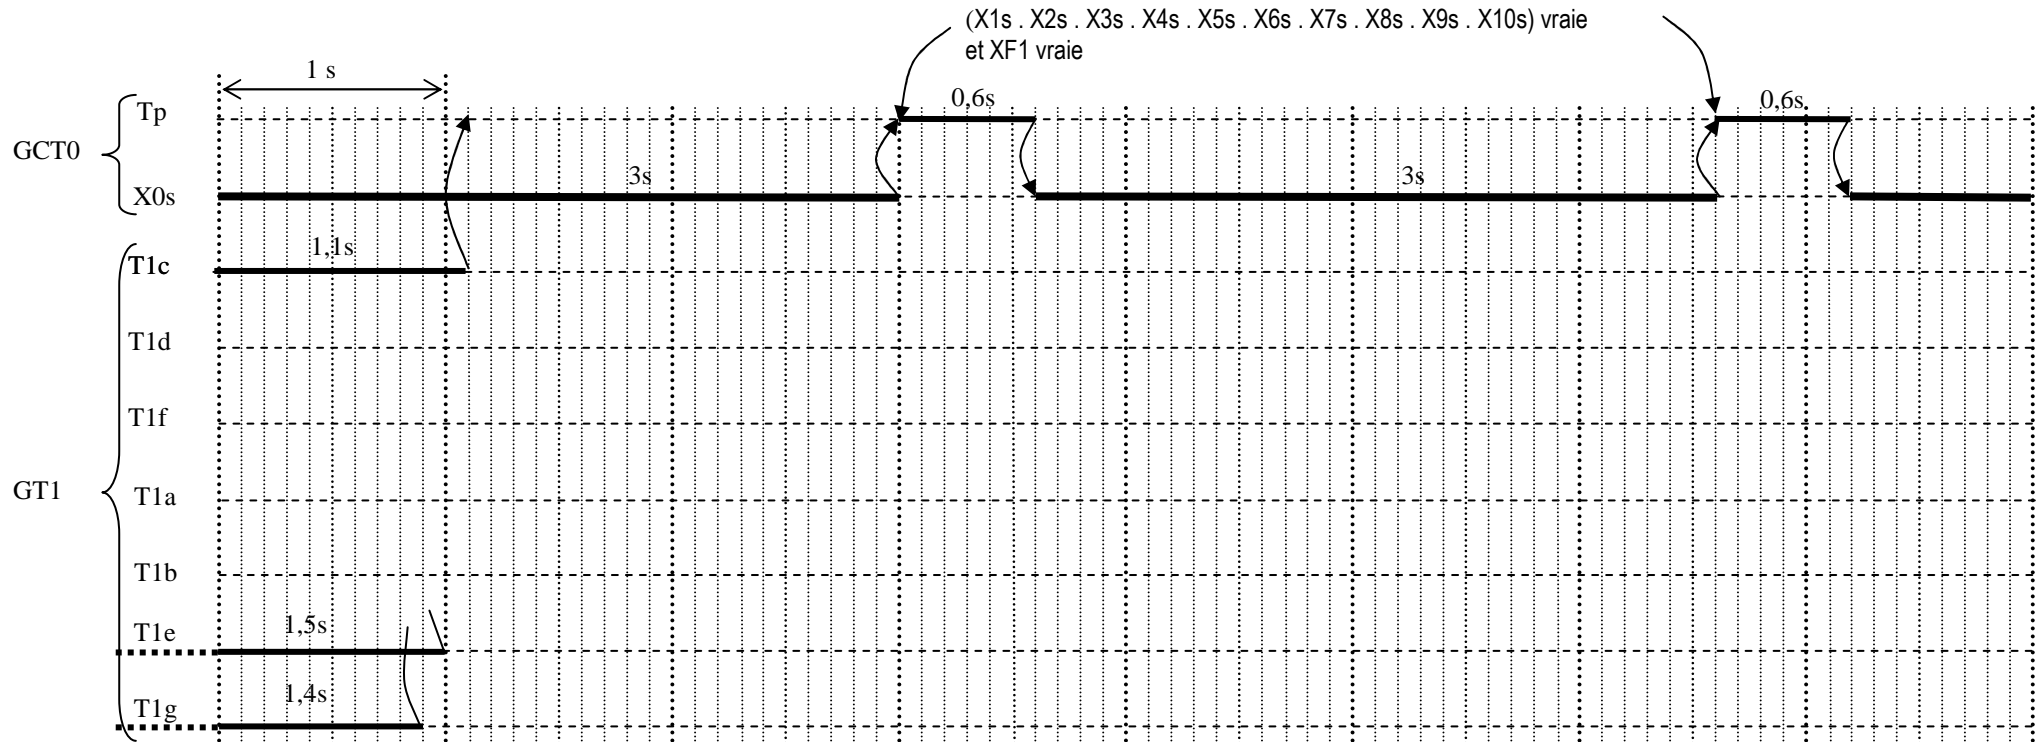 (X1s . X2s . X3s . X4s . X5s . X6s . X7s . X8s . X9s . X10s) vraie
et XF1 vraie
1 s
GCT0
Tp
0,6s
0,6s
X0s
3s
3s
GT1
T1c
1,1s
T1d
T1f
T1a
T1b
T1e
1,5s
T1g
1,4s